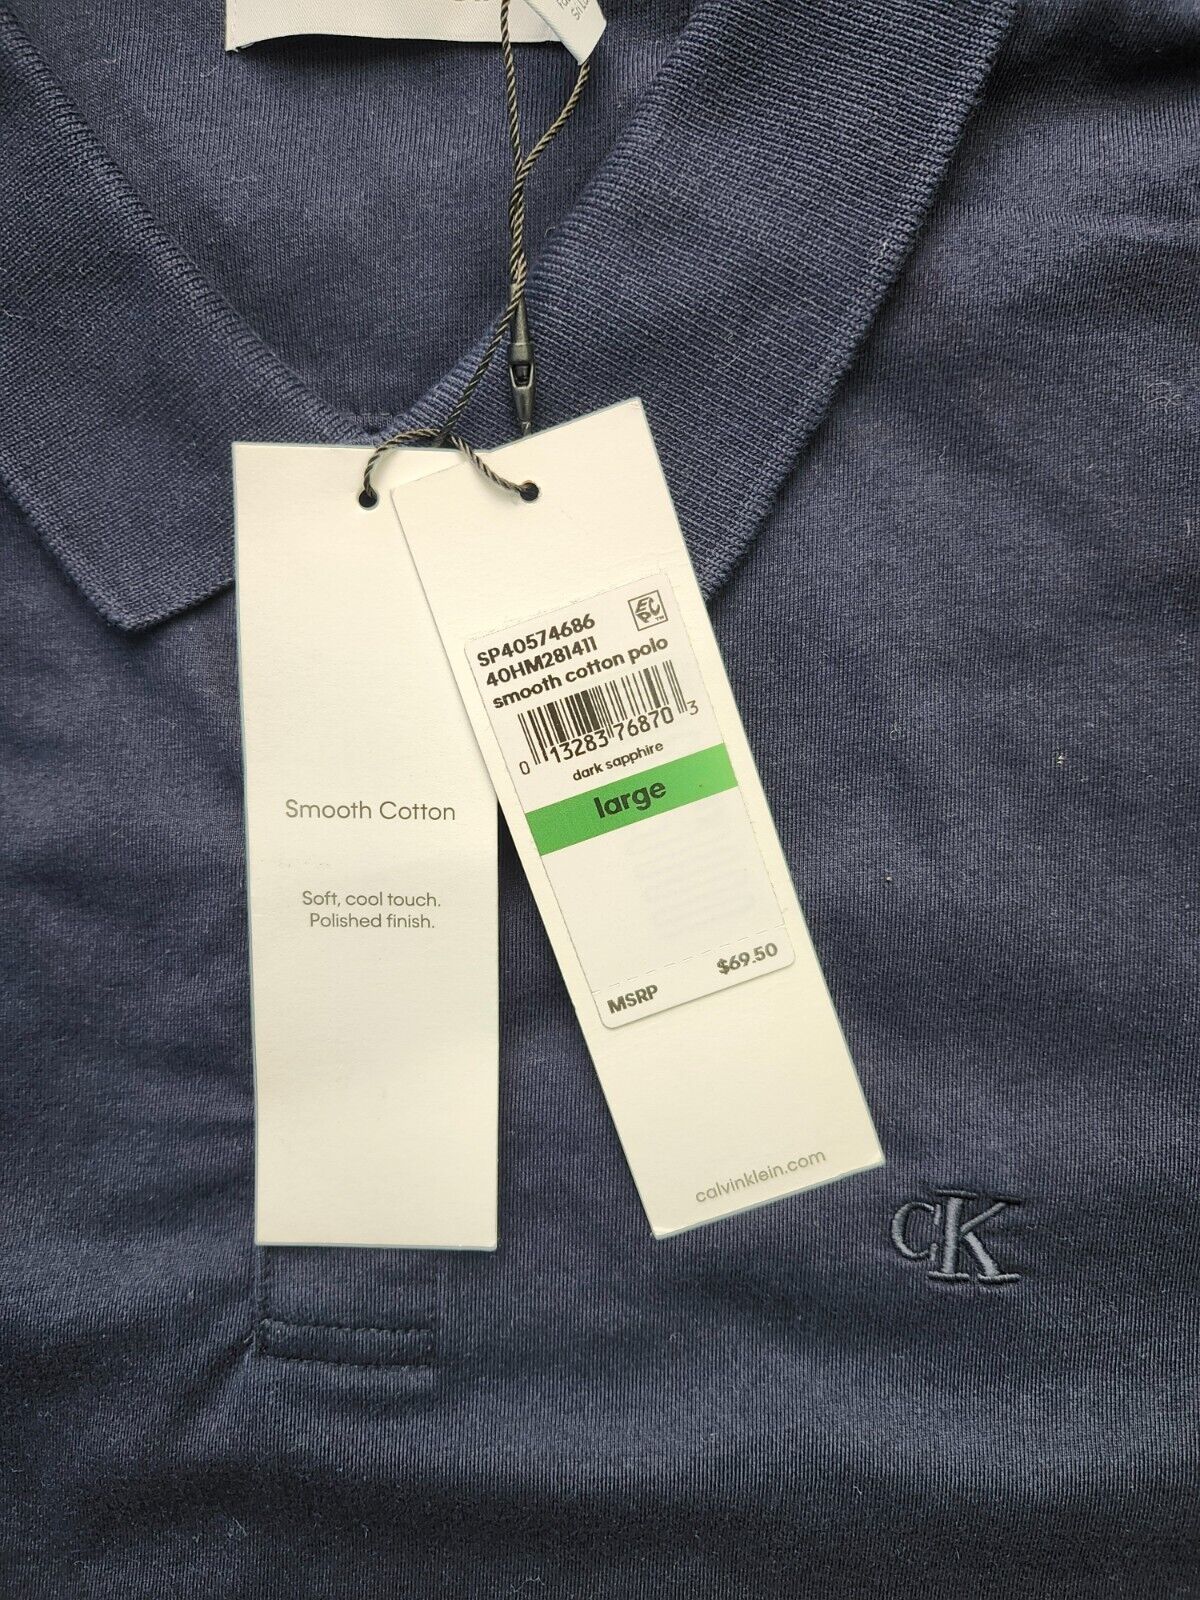 Smooth Cotton
Soft, cool touch.
Polished finish.
SP40574686
40HM281411
smooth cotton polo
0 13283 76870 3
dark sapphire
large
$69.50
MSRP
calvinklein.com
CK